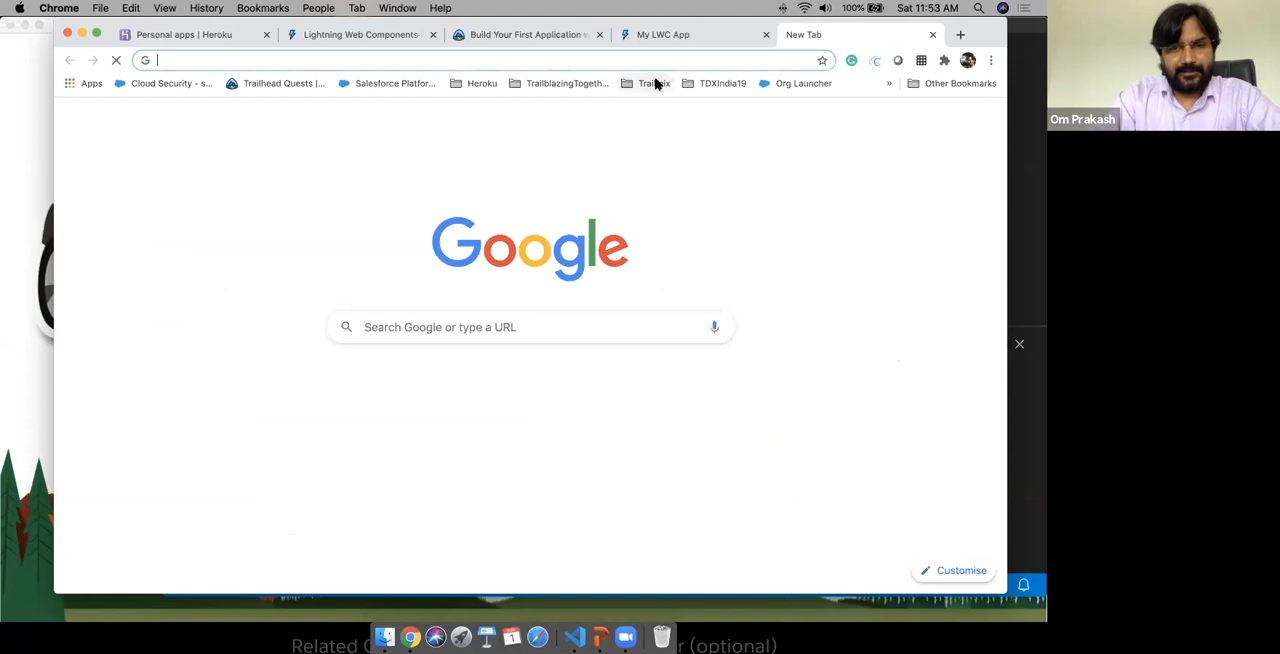 Chrome File Edit View History Bookmarks People Tab Window Help 100% Sat 11:53 AM
Personal apps | Heroku Lightning Web Components Build Your First Application w My LWC App New Tab
Apps Cloud Security - s... Trailhead Quests |... Salesforce Platfor... Heroku TrailblazingTogeth... Trailmix TDXIndia19 Org Launcher » Other Bookmarks
Om Prakash
Google
Search Google or type a URL
Customise
Related (optional)